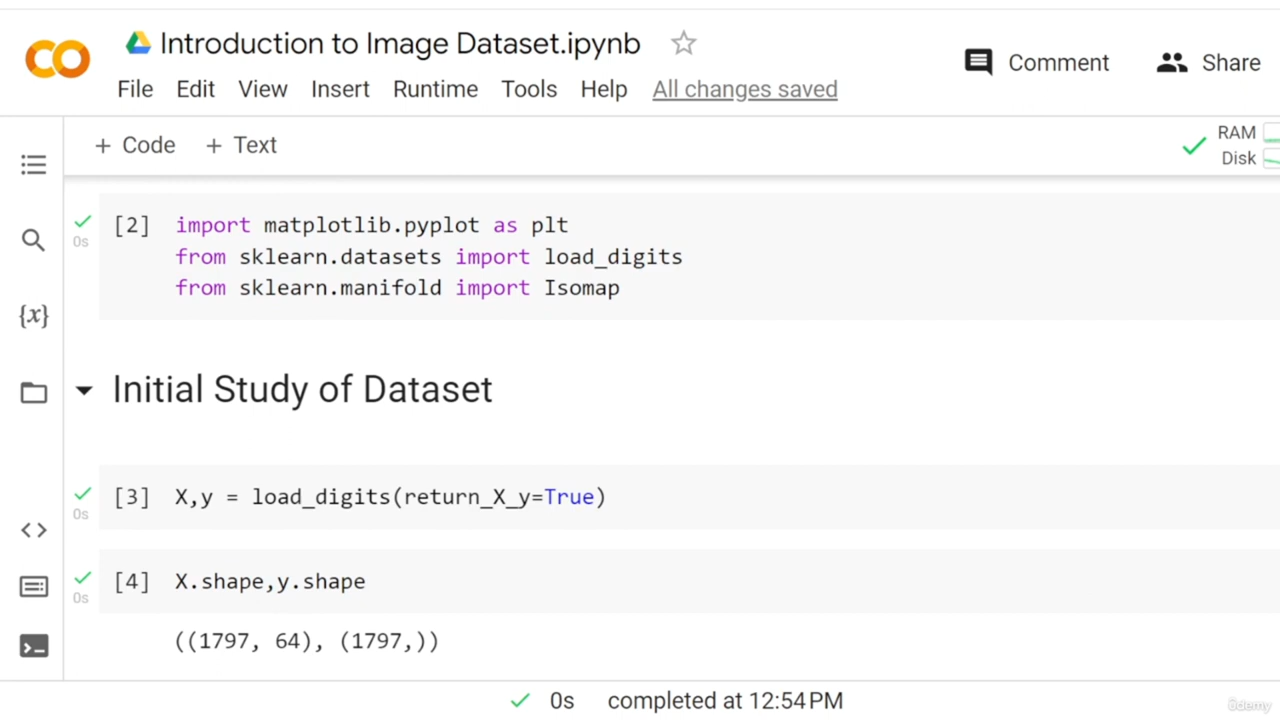 Introduction to Image Dataset.ipynb
Comment
Share
File Edit View Insert Runtime Tools Help All changes saved
+ Code + Text
RAM
Disk
[2] import matplotlib.pyplot as plt
0s
from sklearn.datasets import load_digits
from sklearn.manifold import Isomap
{x}
Initial Study of Dataset
[3] X,y = load_digits(return_X_y=True)
0s
[4] X.shape,y.shape
0s
((1797, 64), (1797,))
0s completed at 12:54 PM
ûdemy